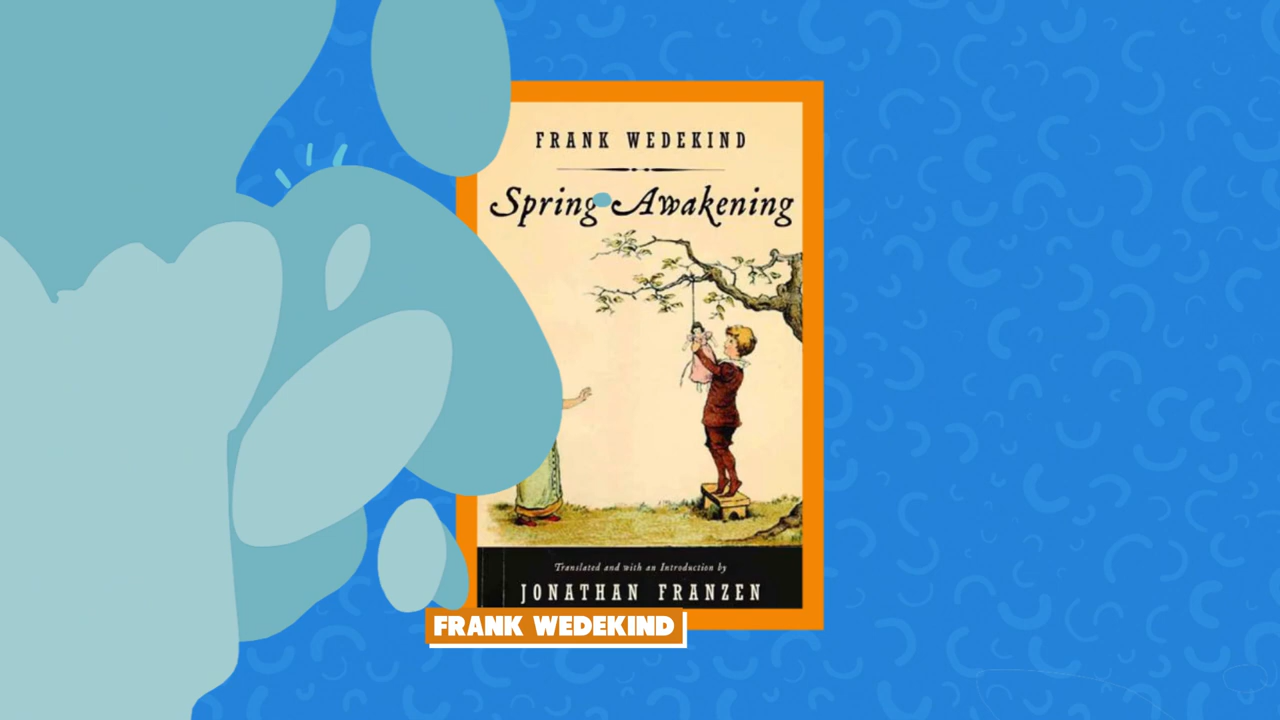 FRANK WEDEKIND
Spring Awakening
Translated and with an Introduction by
JONATHAN FRANZEN
FRANK WEDEKIND